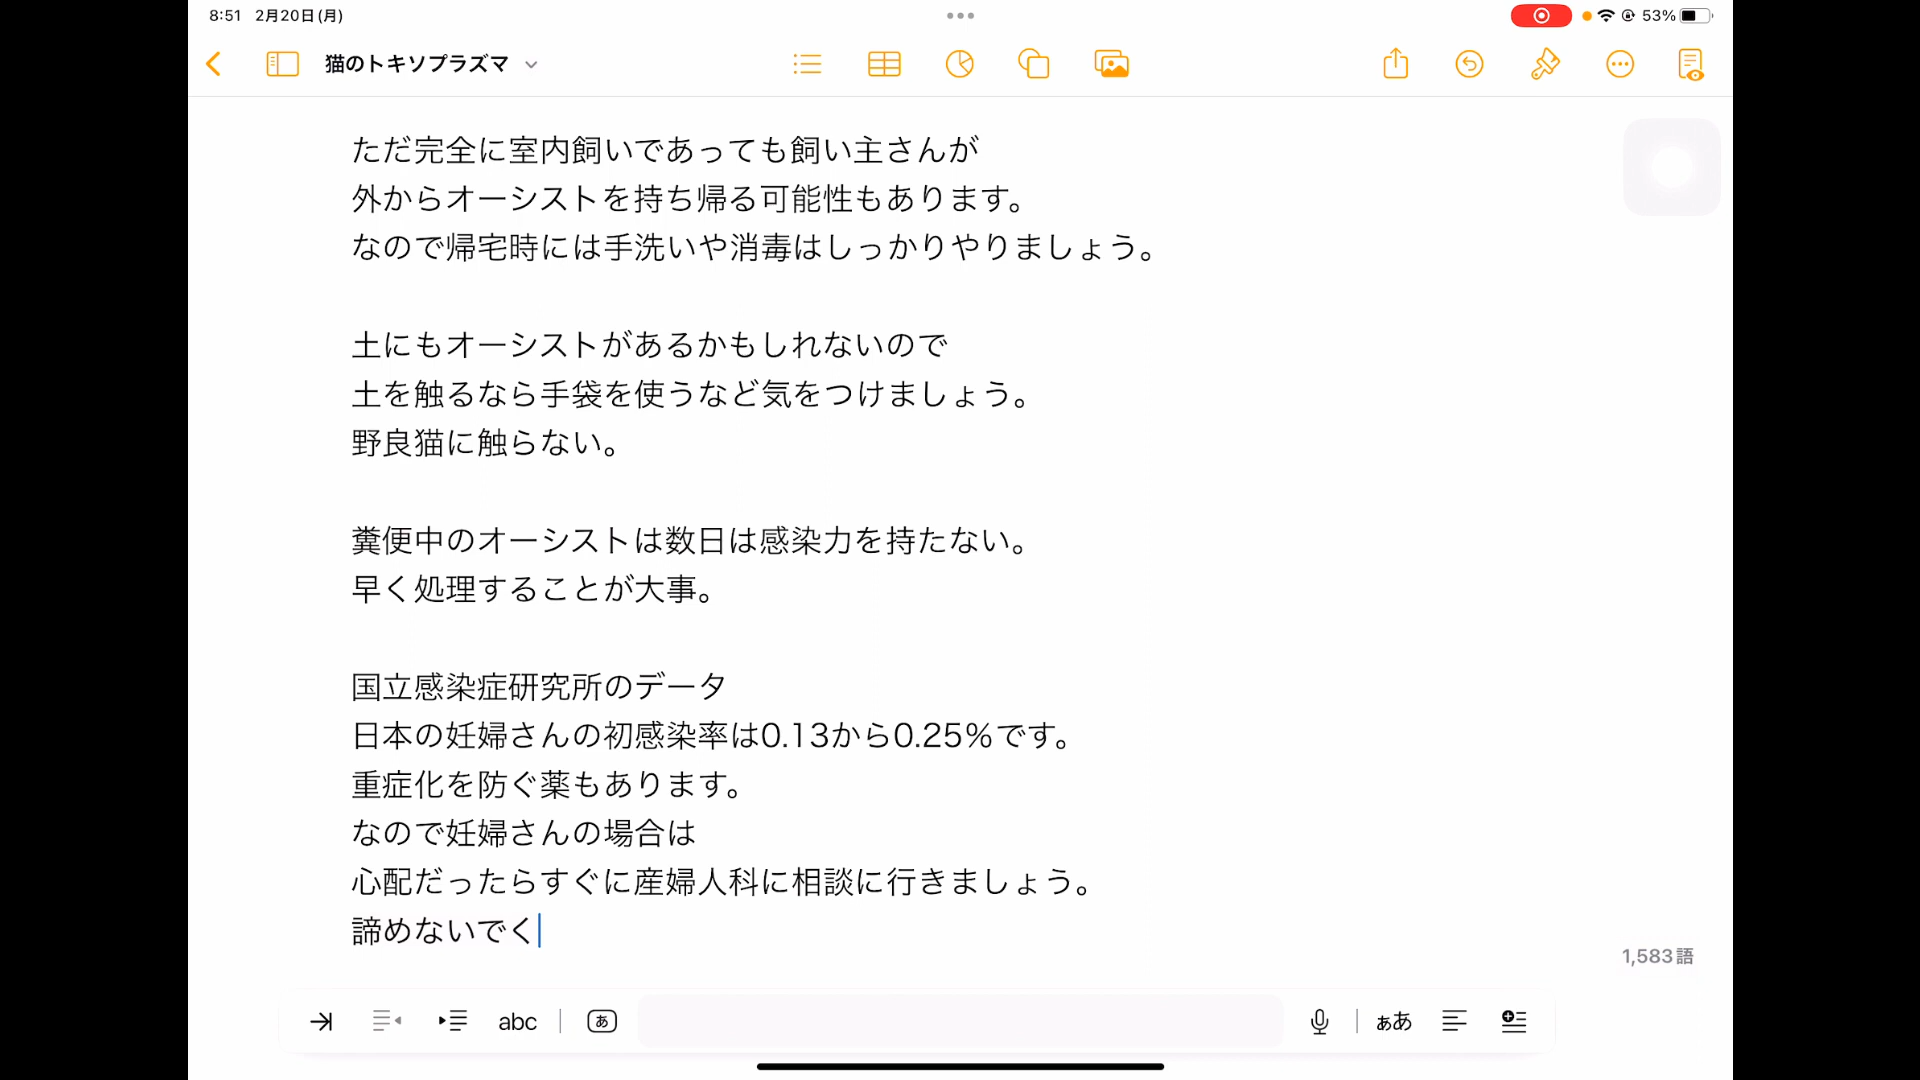 8:51 2月20日(月)
53%
猫のトキソプラズマ
ただ完全に室内飼いであっても飼い主さんが
外からオーシストを持ち帰る可能性もあります。
なので帰宅時には手洗いや消毒はしっかりやりましょう。
土にもオーシストがあるかもしれないので
土を触るなら手袋を使うなど気をつけましょう。
野良猫に触らない。
糞便中のオーシストは数日は感染力を持たない。
早く処理することが大事。
国立感染症研究所のデータ
日本の妊婦さんの初感染率は0.13から0.25%です。
重症化を防ぐ薬もあります。
なので妊婦さんの場合は
心配だったらすぐに産婦人科に相談に行きましょう。
諦めないでく
1,583語
abc
あ
ぁあ